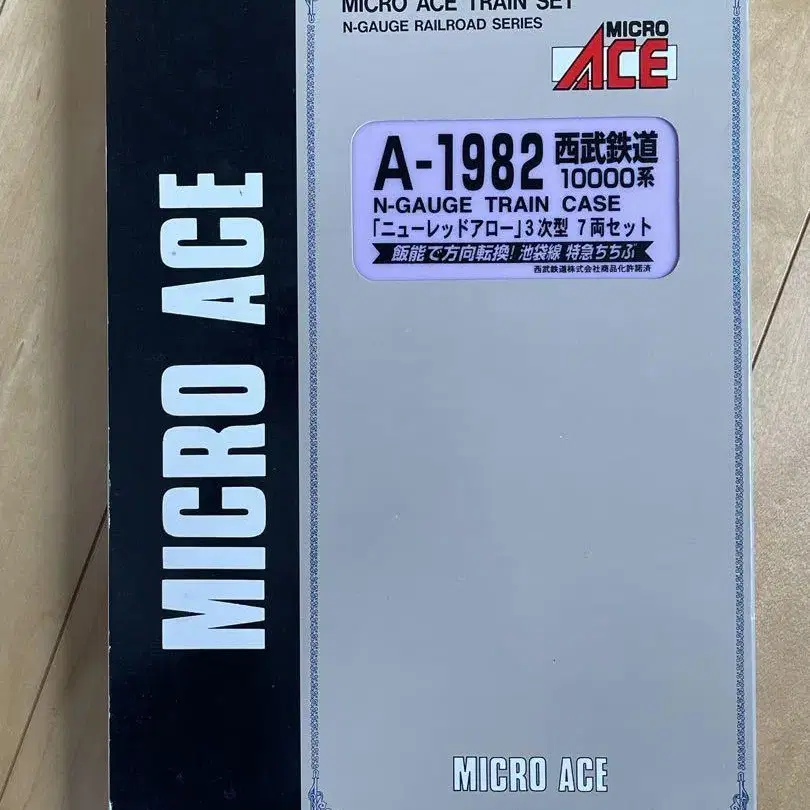 MICRO ACE TRAIN SET
N-GAUGE RAILROAD SERIES
MICRO
ACE
A-1982 西武鉄道
10000系
N-GAUGE TRAIN CASE
「ニューレッドアロー」3次型 7両セット
飯能で方向転換! 池袋線 特急ちちぶ
西武鉄道株式会社商品化許諾済
MICRO ACE
MICRO ACE